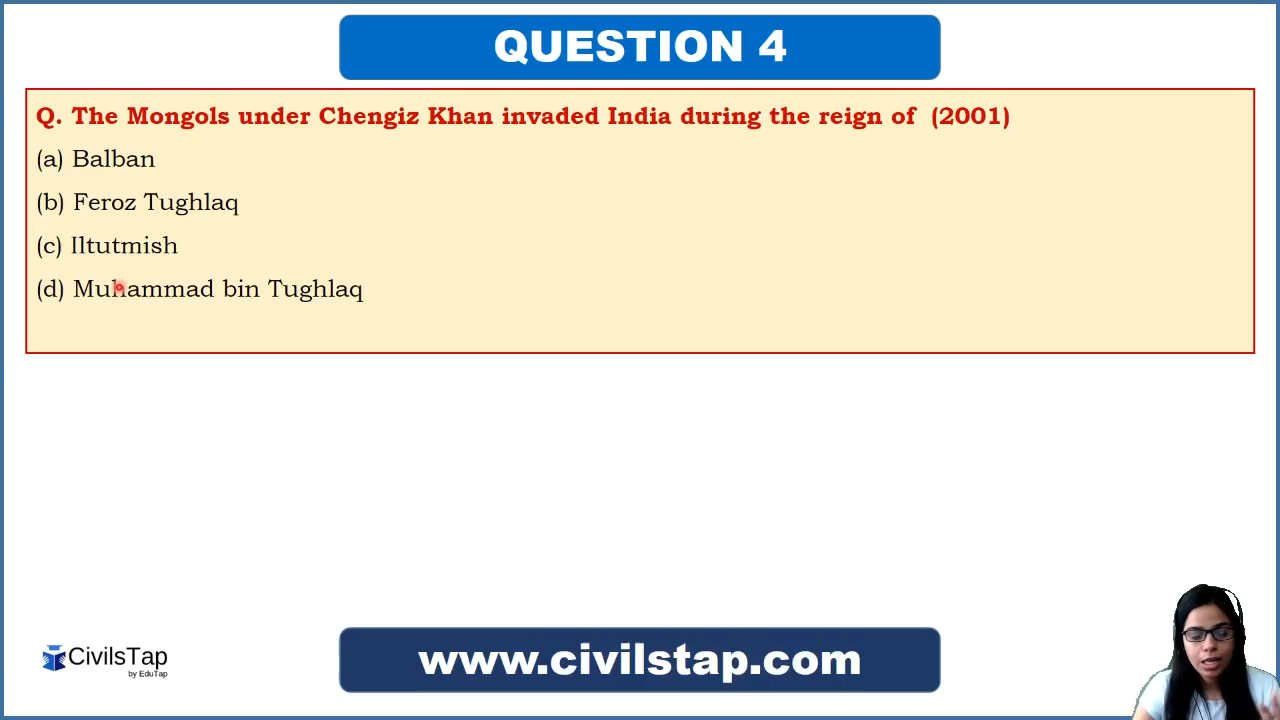 QUESTION 4
Q. The Mongols under Chengiz Khan invaded India during the reign of (2001)
(a) Balban
(b) Feroz Tughlaq
(c) Iltutmish
(d) Muhammad bin Tughlaq
CivilsTap
by EduTap
www.civilstap.com